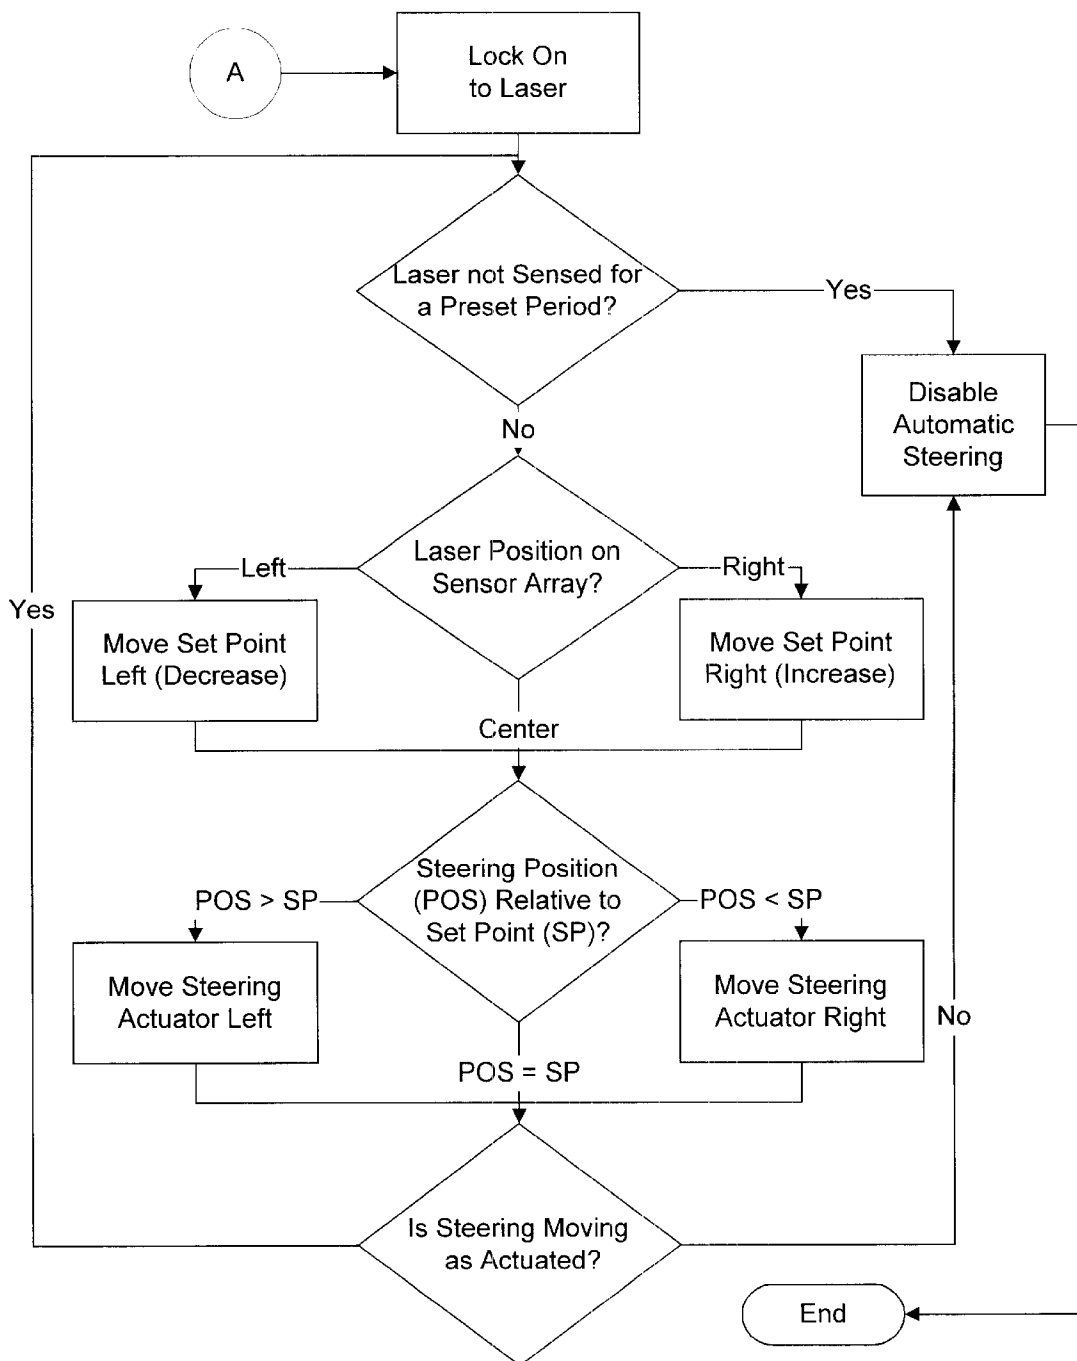 A
Lock On
to Laser
Laser not Sensed for
a Preset Period?
Yes
Disable
Automatic
Steering
No
Laser Position on
Sensor Array?
Left
Right
Yes
Move Set Point
Left (Decrease)
Move Set Point
Right (Increase)
Center
Steering Position
(POS) Relative to
Set Point (SP)?
POS > SP
POS < SP
Move Steering
Actuator Left
Move Steering
Actuator Right
No
POS = SP
Is Steering Moving
as Actuated?
End